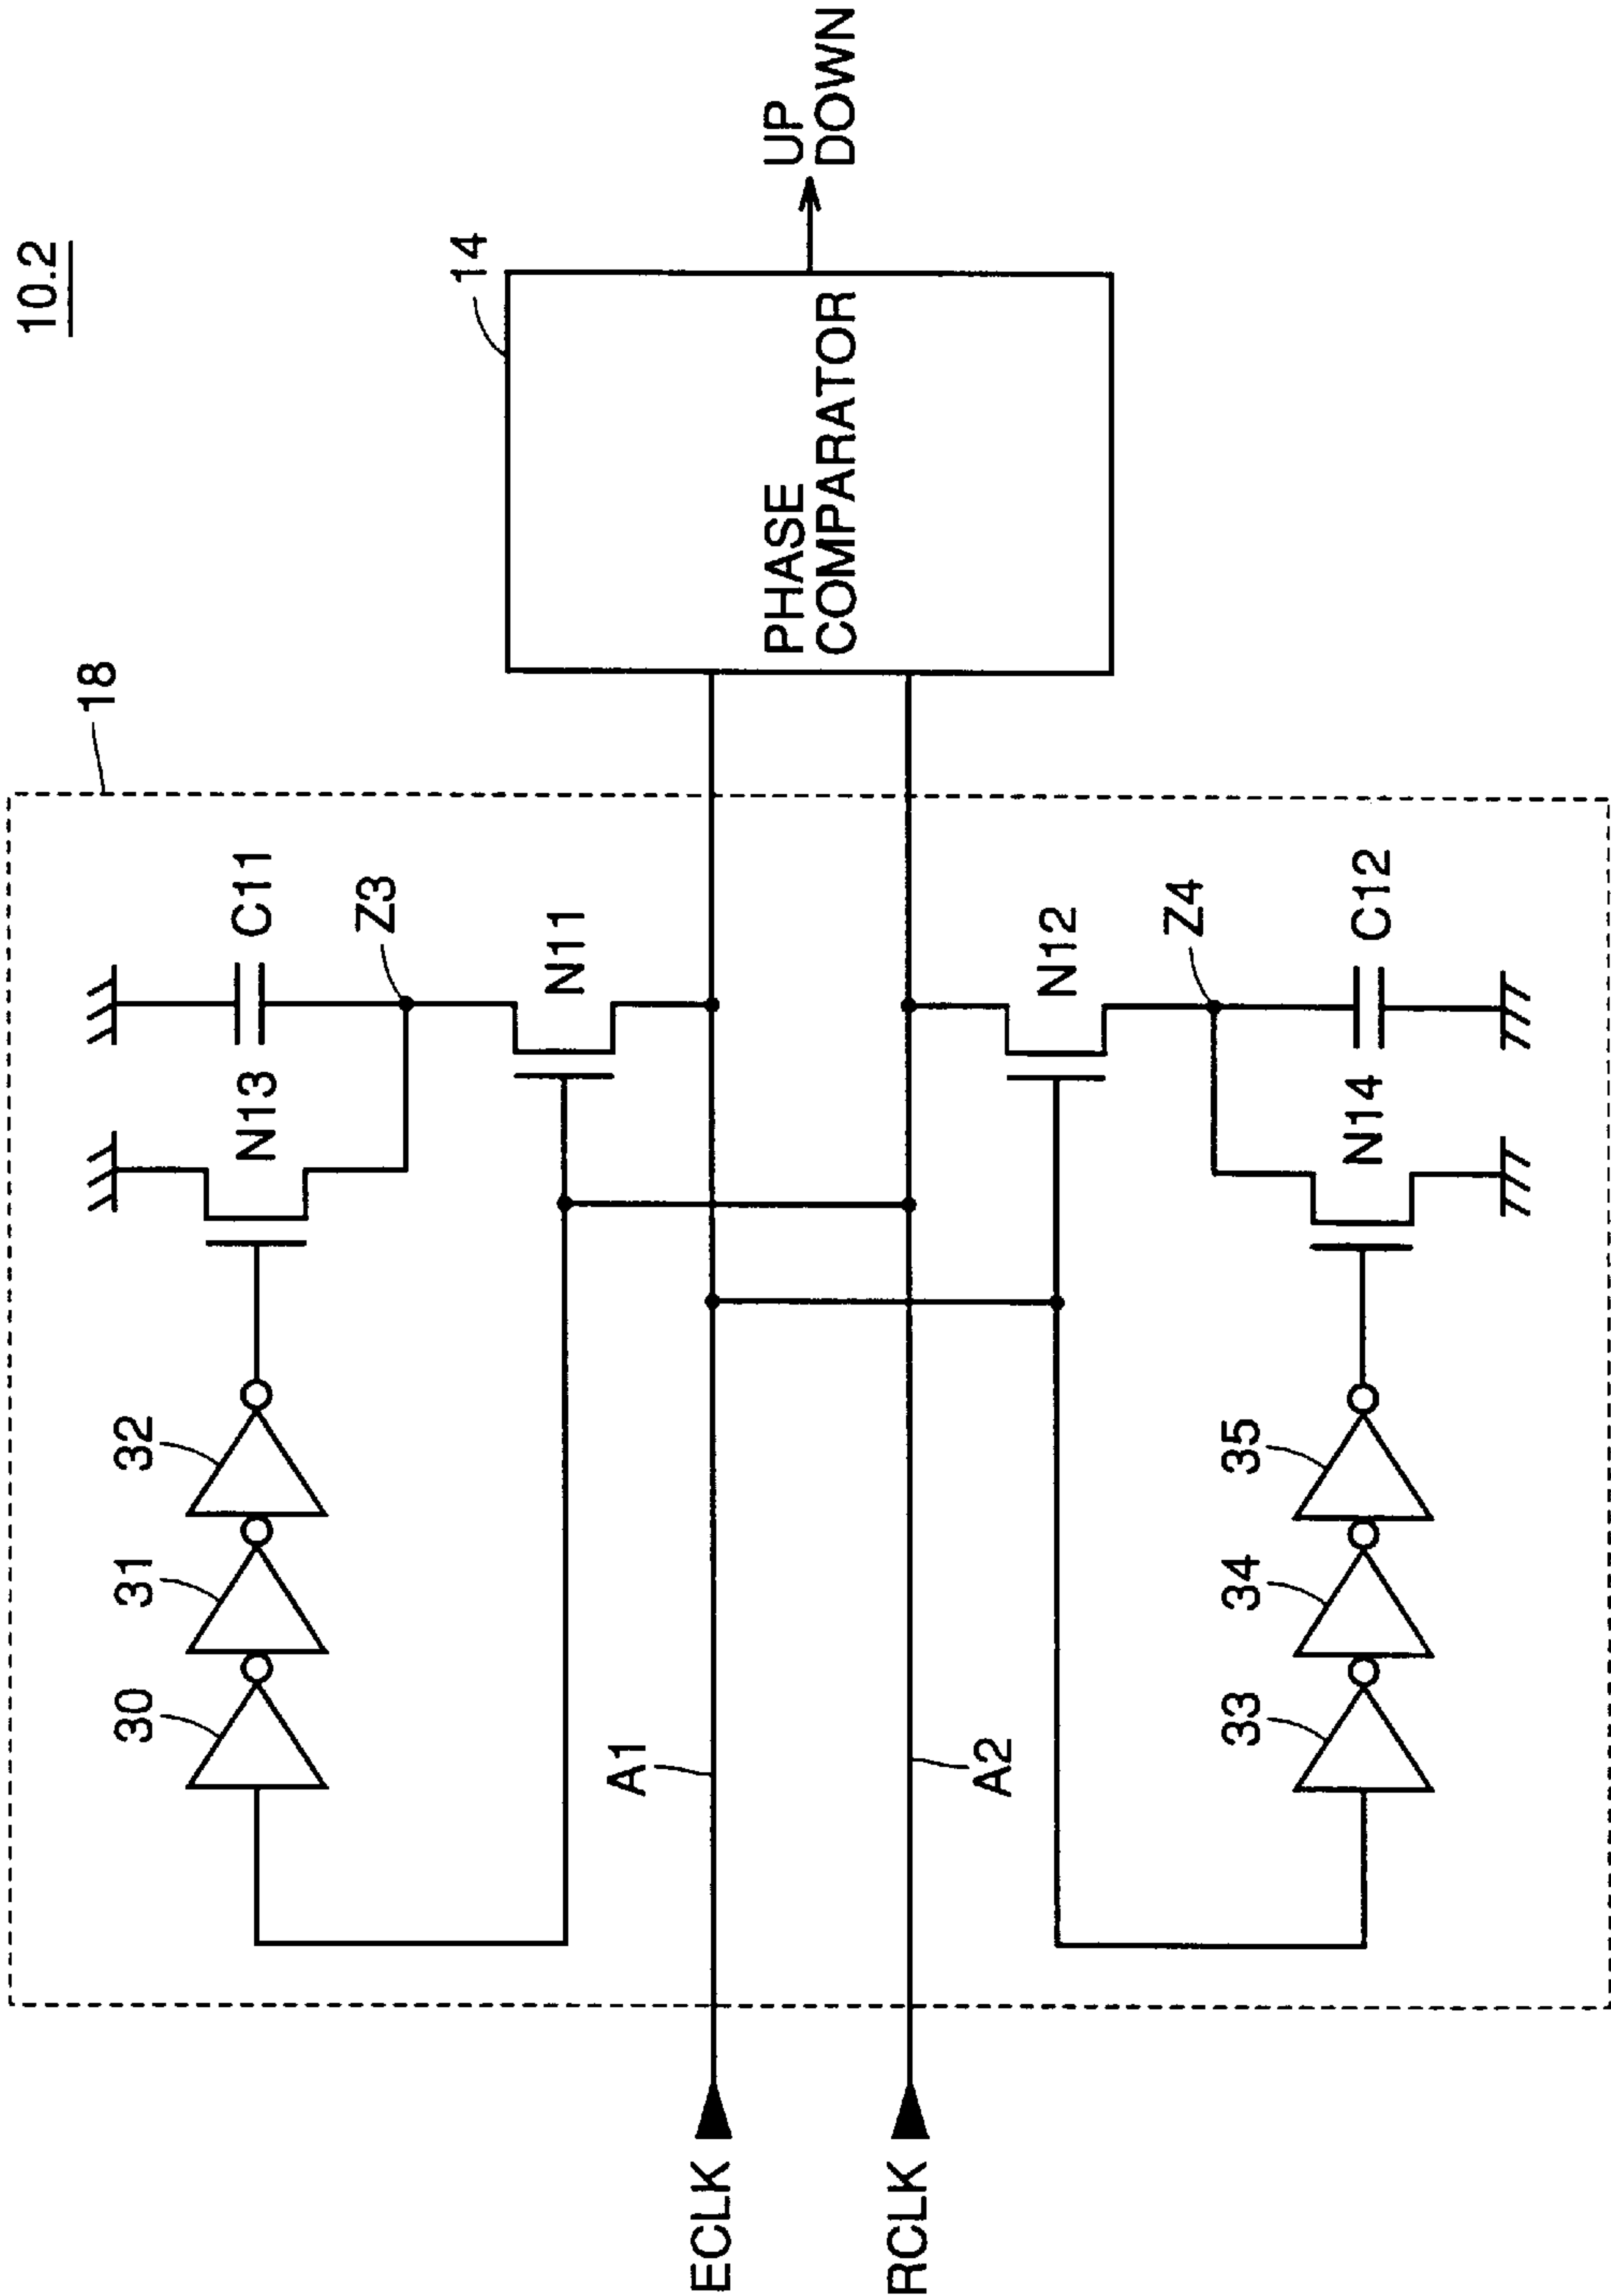 10.2
18
14
C11
Z3
N13
N11
32
31
30
A1
ECLK
RCLK
A2
PHASE
COMPARATOR
UP
DOWN
N12
Z4
C12
N14
35
34
33